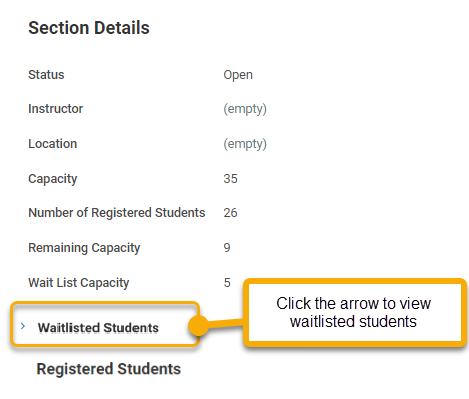 Section Details
Status Open
Instructor (empty)
Location (empty)
Capacity 35
Number of Registered Students 26
Remaining Capacity 9
Wait List Capacity 5
Click the arrow to view
waitlisted students
Waitlisted Students
Registered Students